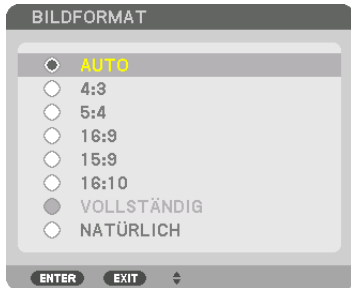 BILDFORMAT
AUTO
4:3
5:4
16:9
15:9
16:10
VOLLSTÄNDIG
NATÜRLICH
ENTER EXIT